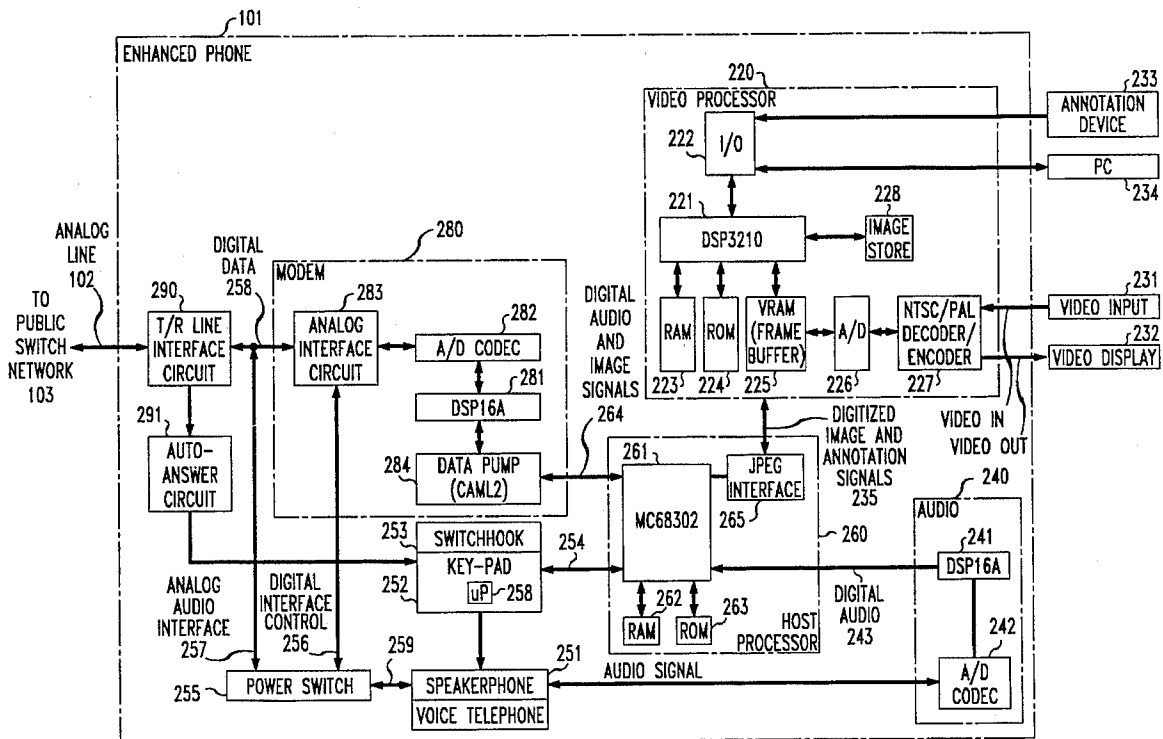 101
ENHANCED PHONE
220
VIDEO PROCESSOR
233
ANNOTATION
DEVICE
222
I/O
PC
234
221
DSP3210
228
IMAGE
STORE
ANALOG
LINE
102
TO
PUBLIC
SWITCH
NETWORK
103
DIGITAL
DATA
258
280
MODEM
290
T/R LINE
INTERFACE
CIRCUIT
283
ANALOG
INTERFACE
CIRCUIT
282
A/D CODEC
281
DSP16A
284
DATA PUMP
(CAML2)
DIGITAL
AUDIO
AND
IMAGE
SIGNALS
264
RAM
223
ROM
224
VRAM
(FRAME
BUFFER)
225
A/D
226
NTSC/PAL
DECODER/
ENCODER
227
231
VIDEO INPUT
232
VIDEO DISPLAY
VIDEO IN
VIDEO OUT
291
AUTO-
ANSWER
CIRCUIT
261
MC68302
JPEG
INTERFACE
265
DIGITIZED
IMAGE AND
ANNOTATION
SIGNALS
235
260
240
AUDIO
241
DSP16A
253
SWITCHHOOK
KEY-PAD
252
uP
258
254
262
RAM
263
ROM
HOST
PROCESSOR
DIGITAL
AUDIO
243
242
A/D
CODEC
ANALOG
AUDIO
INTERFACE
257
DIGITAL
INTERFACE
CONTROL
256
259
251
255
POWER SWITCH
SPEAKERPHONE
VOICE TELEPHONE
AUDIO SIGNAL